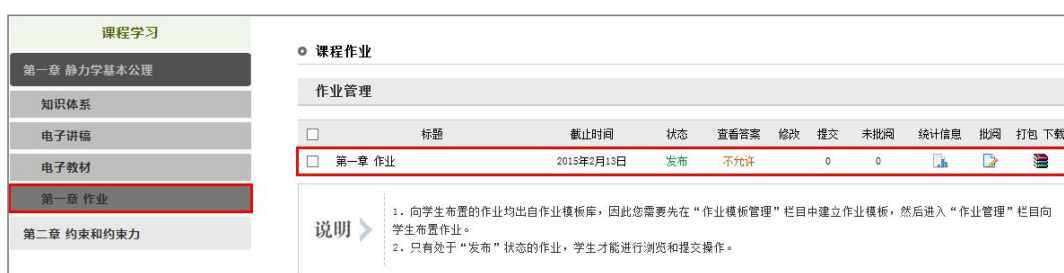 课程学习
第一章 静力学基本公理
知识体系
电子讲稿
电子教材
第一章 作业
第二章 约束和约束力
课程作业
作业管理
标题 截止时间 状态 查看答案 修改 提交 未批阅 统计信息 批阅 打包 下载
第一章 作业 2015年2月13日 发布 不允许 0 0
说明
1. 向学生布置的作业均出自作业模板库，因此您需要先在“作业模板管理”栏目中建立作业模板，然后进入“作业管理”栏目向
学生布置作业。
2. 只有处于“发布”状态的作业，学生才能进行浏览和提交操作。